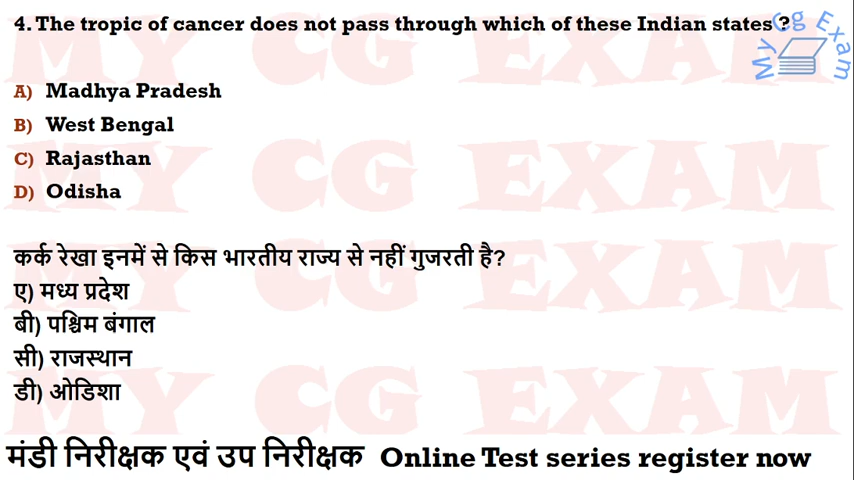 4. The tropic of cancer does not pass through which of these Indian states ?
My Cg Exam
A) Madhya Pradesh
B) West Bengal
C) Rajasthan
D) Odisha
कर्क रेखा इनमें से किस भारतीय राज्य से नहीं गुजरती है?
ए) मध्य प्रदेश
बी) पश्चिम बंगाल
सी) राजस्थान
डी) ओडिशा
मंडी निरीक्षक एवं उप निरीक्षक Online Test series register now
MY CG EXAM
MY CG EXAM
MY CG EXAM
MY CG EXAM